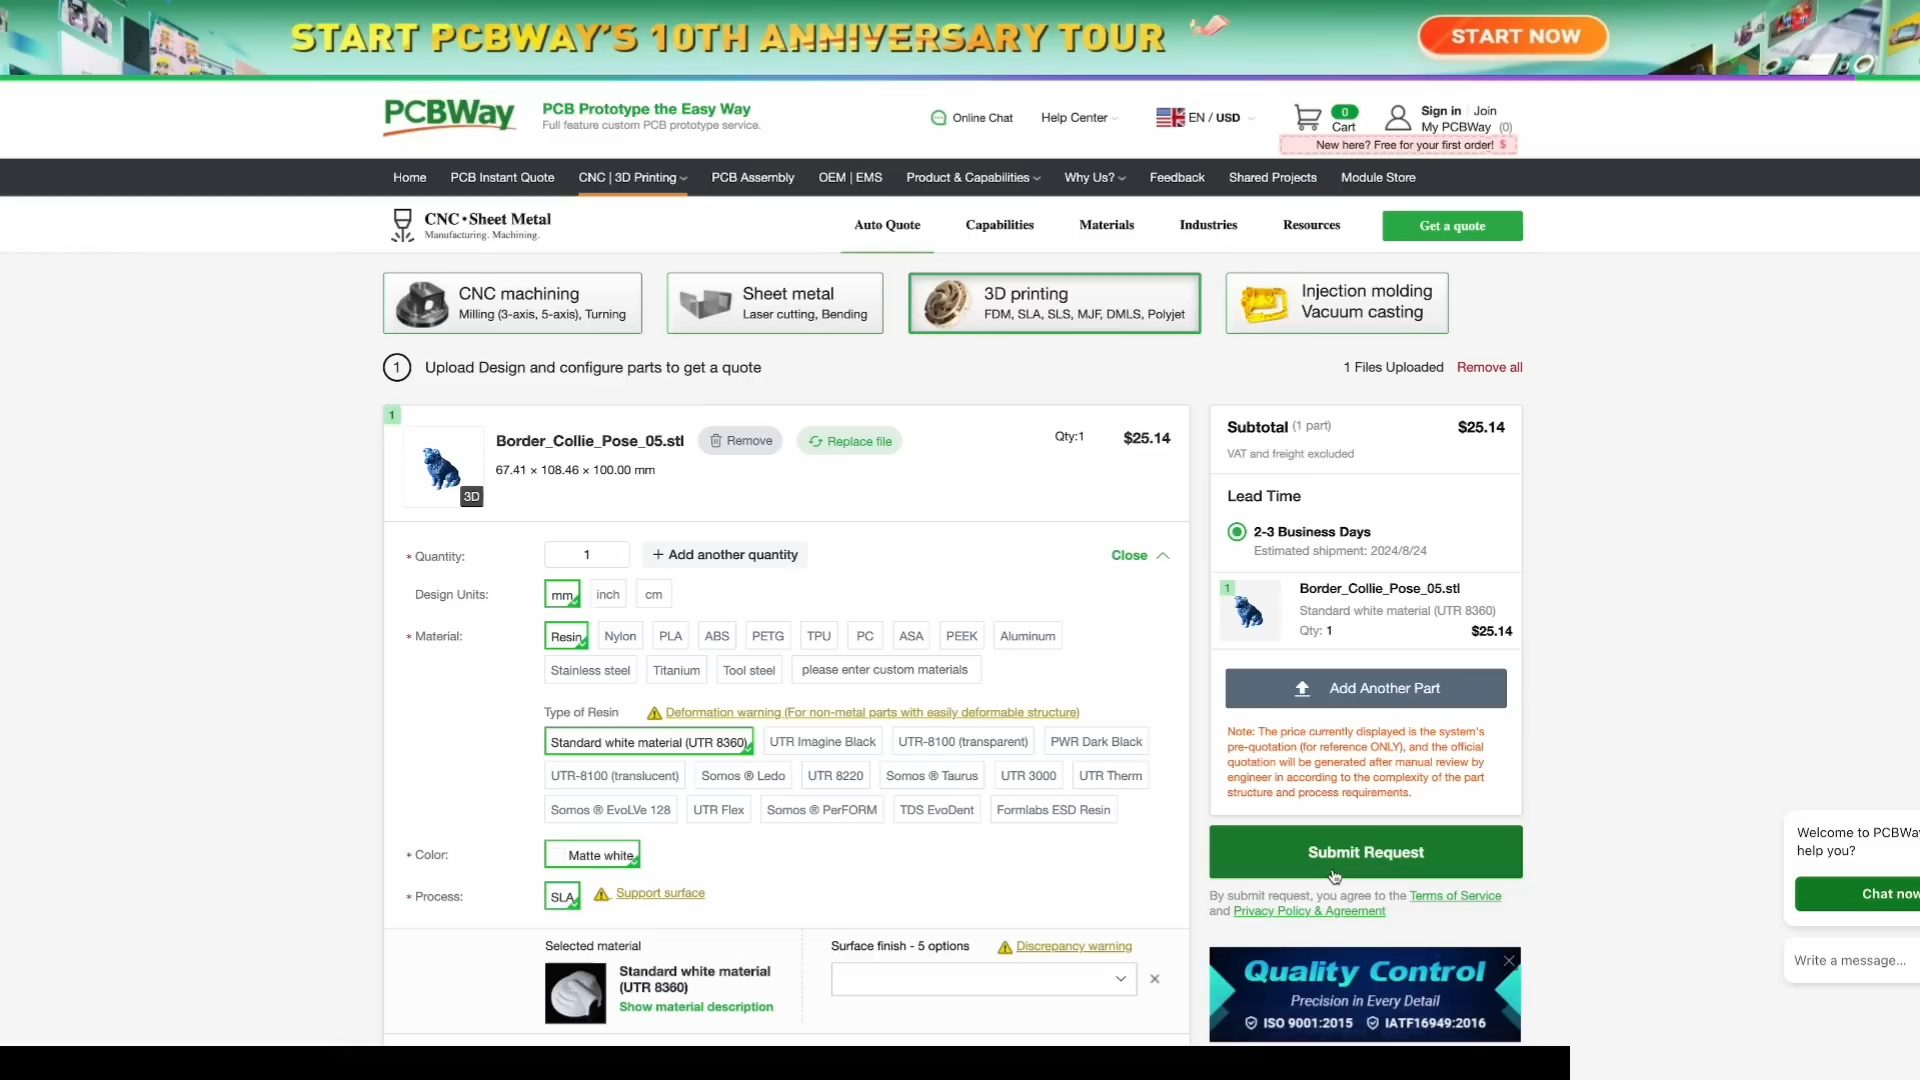 START PCBWAY'S 10TH ANNIVERSARY TOUR
START NOW
PCBWay
PCB Prototype the Easy Way
Full feature custom PCB prototype service.
Online Chat
Help Center
EN / USD
0
Cart
Sign in
Join
My PCBWay (0)
New here? Free for your first order! $
Home
PCB Instant Quote
CNC | 3D Printing
PCB Assembly
OEM | EMS
Product & Capabilities
Why Us?
Feedback
Shared Projects
Module Store
CNC•Sheet Metal
Manufacturing. Machining.
Auto Quote
Capabilities
Materials
Industries
Resources
Get a quote
CNC machining
Milling (3-axis, 5-axis), Turning
Sheet metal
Laser cutting, Bending
3D printing
FDM, SLA, SLS, MJF, DMLS, Polyjet
Injection molding
Vacuum casting
1
Upload Design and configure parts to get a quote
1 Files Uploaded
Remove all
1
Border_Collie_Pose_05.stl
Remove
Replace file
Qty:1
$25.14
67.41 × 108.46 × 100.00 mm
3D
* Quantity:
1
+ Add another quantity
Close
Design Units:
mm
inch
cm
* Material:
Resin
Nylon
PLA
ABS
PETG
TPU
PC
ASA
PEEK
Aluminum
Stainless steel
Titanium
Tool steel
please enter custom materials
Type of Resin
Deformation warning (For non-metal parts with easily deformable structure)
Standard white material (UTR 8360)
UTR Imagine Black
UTR-8100 (transparent)
PWR Dark Black
UTR-8100 (translucent)
Somos ® Ledo
UTR 8220
Somos ® Taurus
UTR 3000
UTR Therm
Somos ® EvoLVe 128
UTR Flex
Somos ® PerFORM
TDS EvoDent
Formlabs ESD Resin
* Color:
Matte white
* Process:
SLA
Support surface
Selected material
Standard white material
(UTR 8360)
Show material description
Surface finish - 5 options
Discrepancy warning
Subtotal (1 part)
$25.14
VAT and freight excluded
Lead Time
2-3 Business Days
Estimated shipment: 2024/8/24
1
Border_Collie_Pose_05.stl
Standard white material (UTR 8360)
Qty: 1
$25.14
Add Another Part
Note: The price currently displayed is the system's
pre-quotation (for reference ONLY), and the official
quotation will be generated after manual review by
engineer in according to the complexity of the part
structure and process requirements.
Submit Request
By submit request, you agree to the Terms of Service
and Privacy Policy & Agreement
Quality Control
Precision in Every Detail
ISO 9001:2015
IATF16949:2016
Welcome to PCBWa
help you?
Chat now
Write a message...